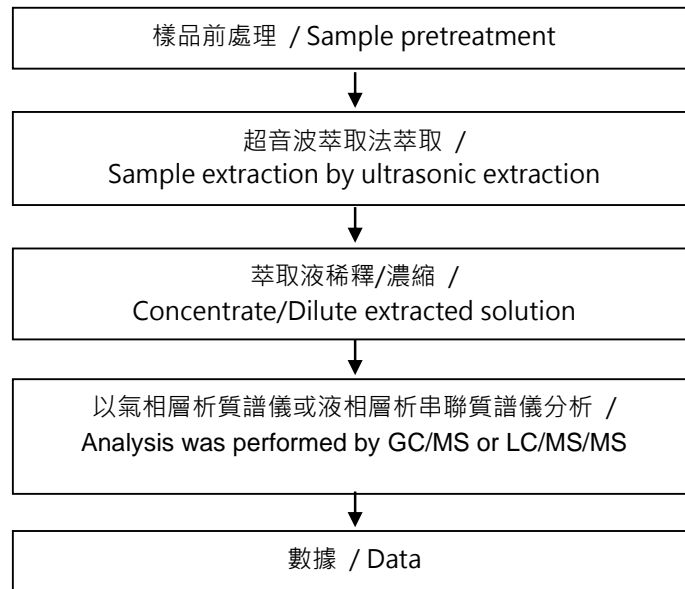 樣品前處理 / Sample pretreatment
超音波萃取法萃取 /
Sample extraction by ultrasonic extraction
萃取液稀釋/濃縮 /
Concentrate/Dilute extracted solution
以氣相層析質譜儀或液相層析串聯質譜儀分析 /
Analysis was performed by GC/MS or LC/MS/MS
數據 / Data